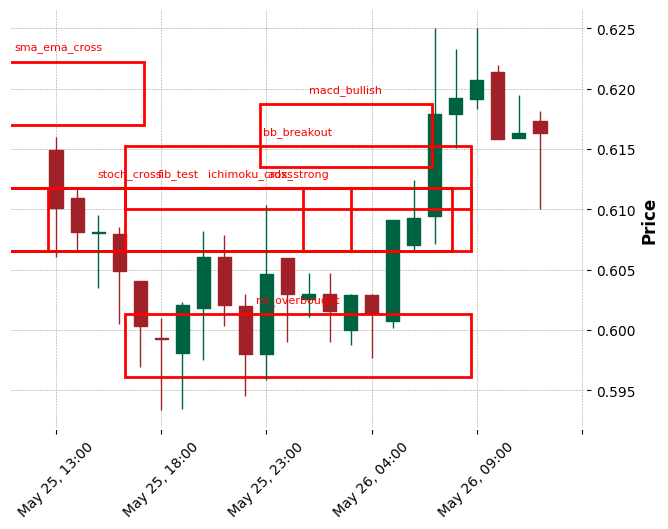 sma_ema_cross
macd_bullish
bb_breakout
stoch_cross
fib_test
ichimoku_cross
adx_strong
rsi_overbought
0.625
0.620
0.615
0.610
0.605
0.600
0.595
Price
May 25, 13:00
May 25, 18:00
May 25, 23:00
May 26, 04:00
May 26, 09:00